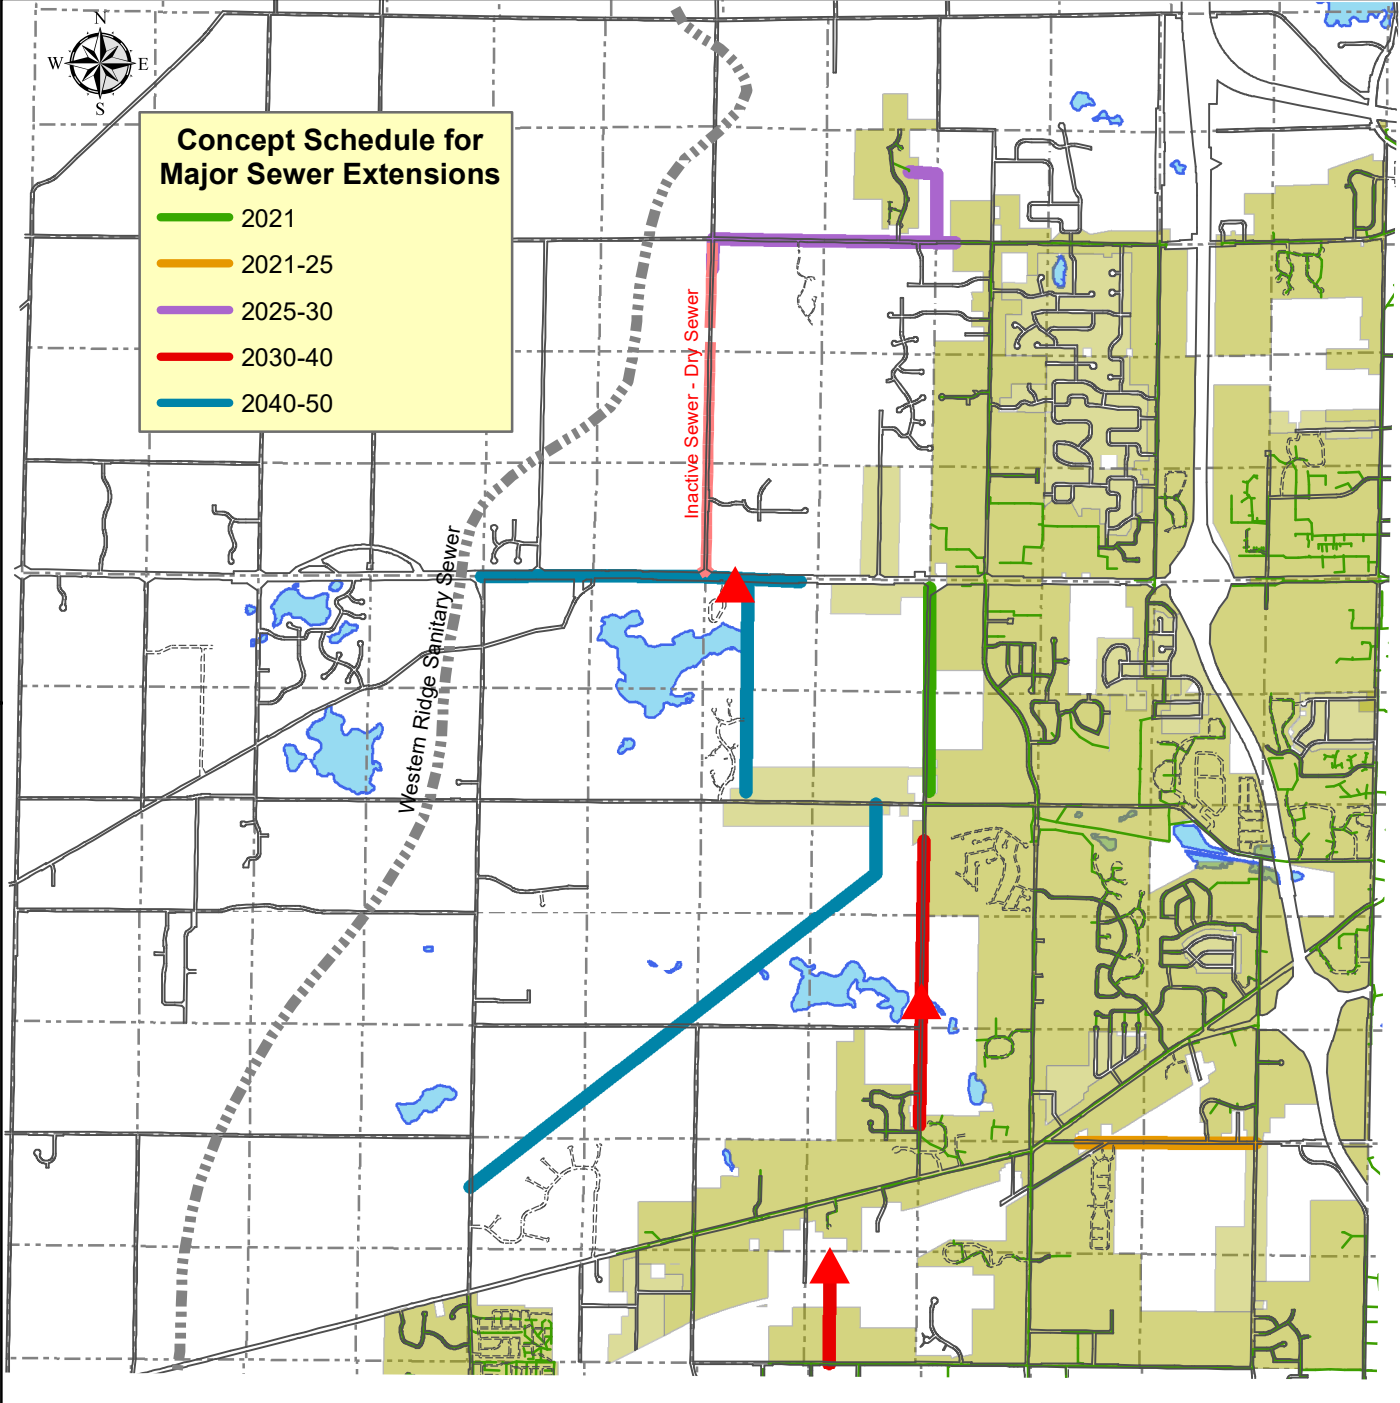 N
W E
S
Concept Schedule for
Major Sewer Extensions
2021
2021-25
2025-30
2030-40
2040-50
Inactive Sewer - Dry Sewer
Western Ridge Sanitary Sewer